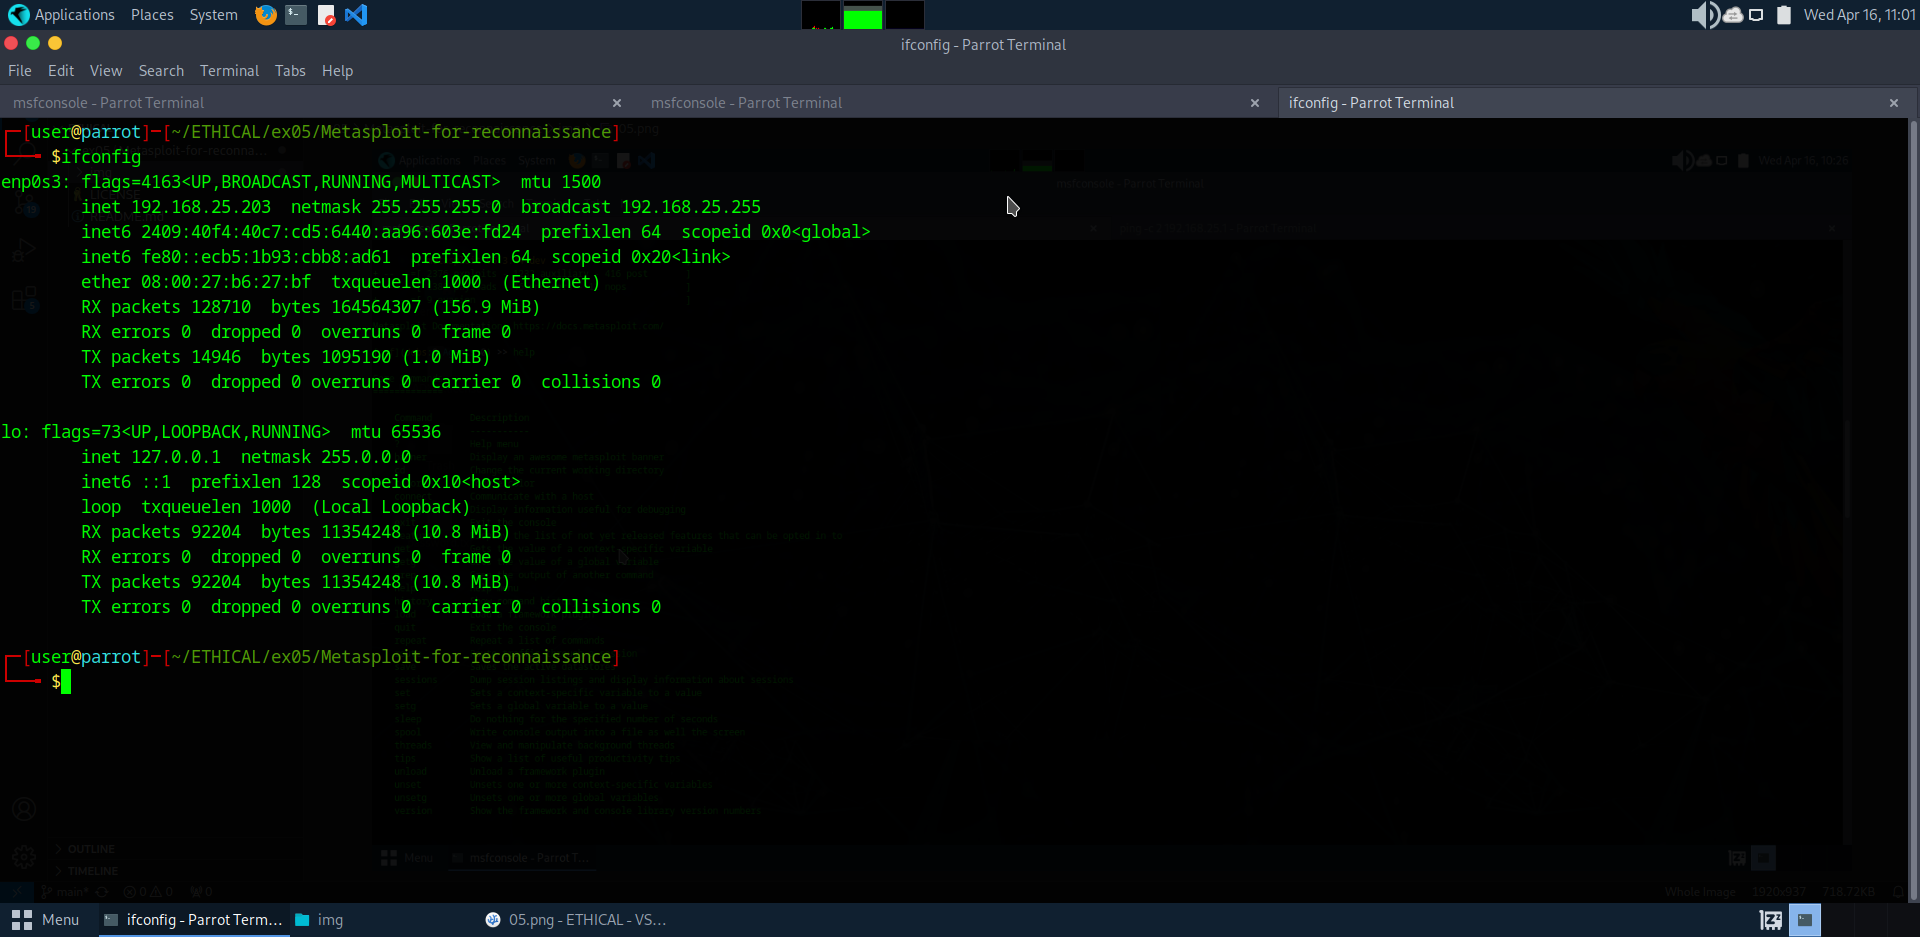 Applications Places System Wed Apr 16, 11:01
ifconfig - Parrot Terminal
File Edit View Search Terminal Tabs Help
msfconsole - Parrot Terminal × msfconsole - Parrot Terminal × ifconfig - Parrot Terminal ×
[user@parrot]─[~/ETHICAL/ex05/Metasploit-for-reconnaissance]
$ifconfig
enp0s3: flags=4163<UP,BROADCAST,RUNNING,MULTICAST>  mtu 1500
inet 192.168.25.203  netmask 255.255.255.0  broadcast 192.168.25.255
inet6 2409:40f4:40c7:cd5:6440:aa96:603e:fd24  prefixlen 64  scopeid 0x0<global>
inet6 fe80::ecb5:1b93:cbb8:ad61  prefixlen 64  scopeid 0x20<link>
ether 08:00:27:b6:27:bf  txqueuelen 1000  (Ethernet)
RX packets 128710  bytes 164564307 (156.9 MiB)
RX errors 0  dropped 0  overruns 0  frame 0
TX packets 14946  bytes 1095190 (1.0 MiB)
TX errors 0  dropped 0 overruns 0  carrier 0  collisions 0
lo: flags=73<UP,LOOPBACK,RUNNING>  mtu 65536
inet 127.0.0.1  netmask 255.0.0.0
inet6 ::1  prefixlen 128  scopeid 0x10<host>
loop  txqueuelen 1000  (Local Loopback)
RX packets 92204  bytes 11354248 (10.8 MiB)
RX errors 0  dropped 0  overruns 0  frame 0
TX packets 92204  bytes 11354248 (10.8 MiB)
TX errors 0  dropped 0 overruns 0  carrier 0  collisions 0
[user@parrot]─[~/ETHICAL/ex05/Metasploit-for-reconnaissance]
$
OUTLINE
TIMELINE
main* 0 0 0 Whole Image 1920x937 718.72KB
Menu ifconfig - Parrot Term... img 05.png - ETHICAL - VS...